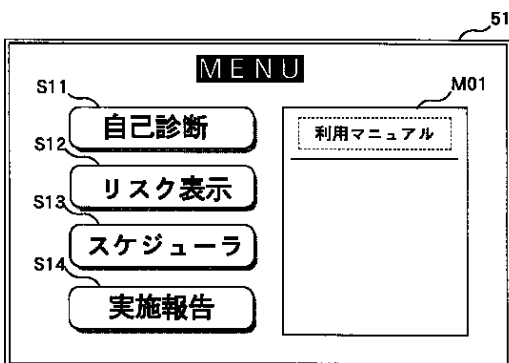 51
MENU
S11
M01
自己診断
利用マニュアル
S12
リスク表示
S13
スケジューラ
S14
実施報告